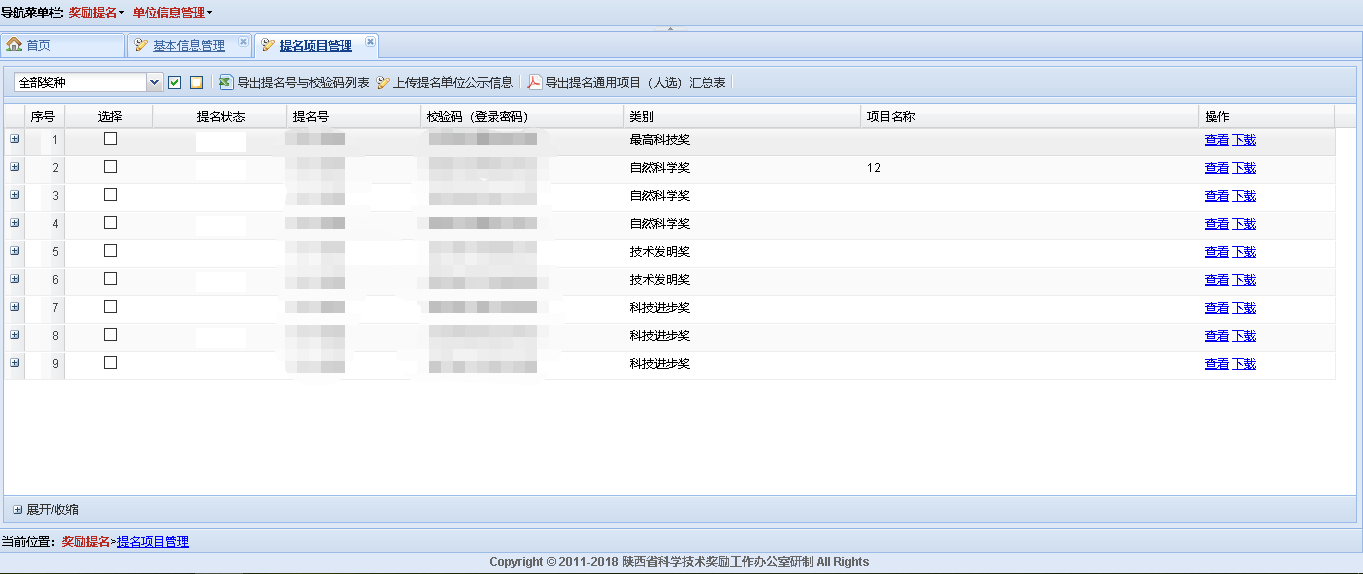 导航菜单栏: 奖励提名 单位信息管理
首页 基本信息管理 提名项目管理
全部奖种 导出提名号与校验码列表 上传提名单位公示信息 导出提名通用项目（人选）汇总表
序号 选择 提名状态 提名号 校验码（登录密码） 类别 项目名称 操作
1 最高科技奖 查看 下载
2 自然科学奖 12 查看 下载
3 自然科学奖 查看 下载
4 自然科学奖 查看 下载
5 技术发明奖 查看 下载
6 技术发明奖 查看 下载
7 科技进步奖 查看 下载
8 科技进步奖 查看 下载
9 科技进步奖 查看 下载
展开/收缩
当前位置: 奖励提名>提名项目管理
Copyright © 2011-2018 陕西省科学技术奖励工作办公室研制 All Rights